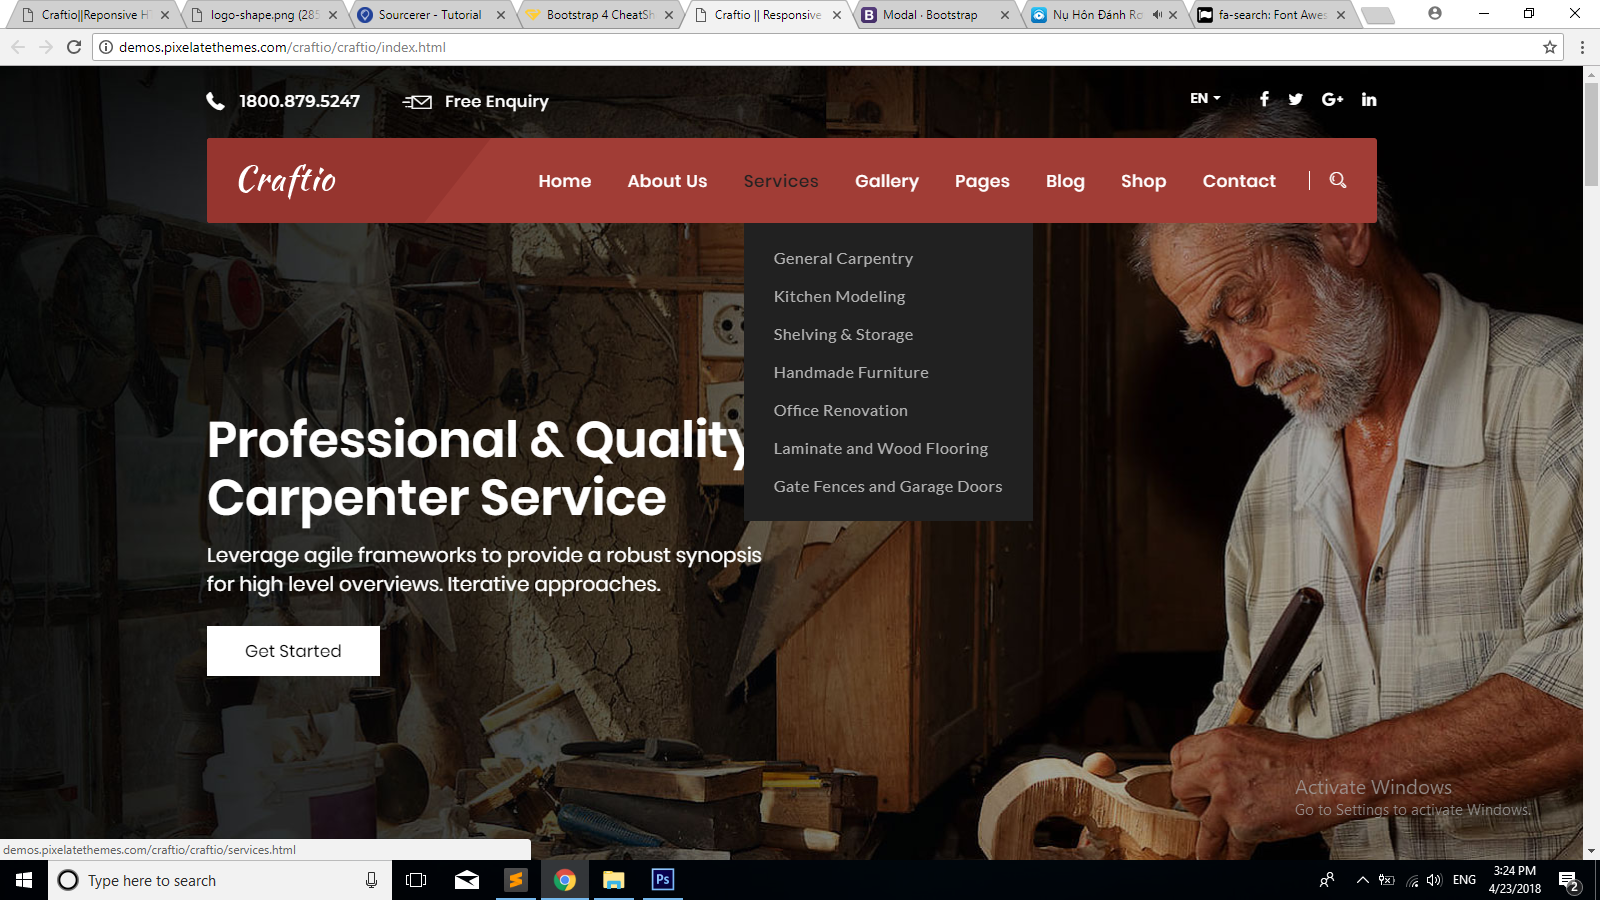 Craftio||Reponsive H
logo-shape.png (285
Sourcerer - Tutorial
Bootstrap 4 CheatSh
Craftio || Responsive
Modal · Bootstrap
Nụ Hôn Đánh Rơ
fa-search: Font Awes
demos.pixelatethemes.com/craftio/craftio/index.html
1800.879.5247
Free Enquiry
EN
Craftio
Home
About Us
Services
Gallery
Pages
Blog
Shop
Contact
General Carpentry
Kitchen Modeling
Shelving & Storage
Handmade Furniture
Office Renovation
Laminate and Wood Flooring
Gate Fences and Garage Doors
Professional & Quality
Carpenter Service
Leverage agile frameworks to provide a robust synopsis
for high level overviews. Iterative approaches.
Get Started
Activate Windows
Go to Settings to activate Windows.
demos.pixelatethemes.com/craftio/craftio/services.html
Type here to search
Ps
ENG
3:24 PM
4/23/2018
2